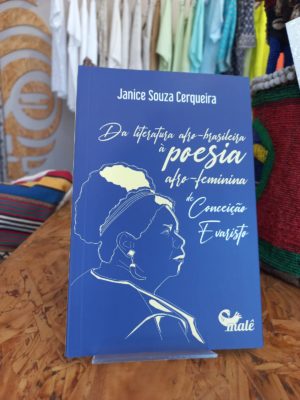 Janice Souza Cerqueira
Da literatura afro-brasileira
à poesia
afro-feminina
de Conceição
Evaristo
malê